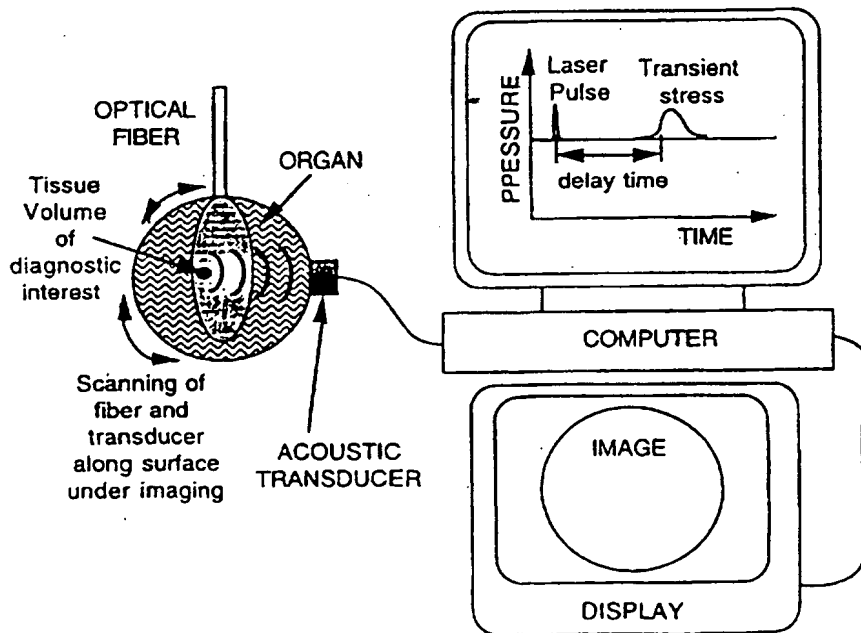 OPTICAL
FIBER
ORGAN
Tissue
Volume
of
diagnostic
interest
Scanning of
fiber and
transducer
along surface
under imaging
ACOUSTIC
TRANSDUCER
PPESSURE
Laser
Pulse
Transient
stress
delay time
TIME
COMPUTER
IMAGE
DISPLAY